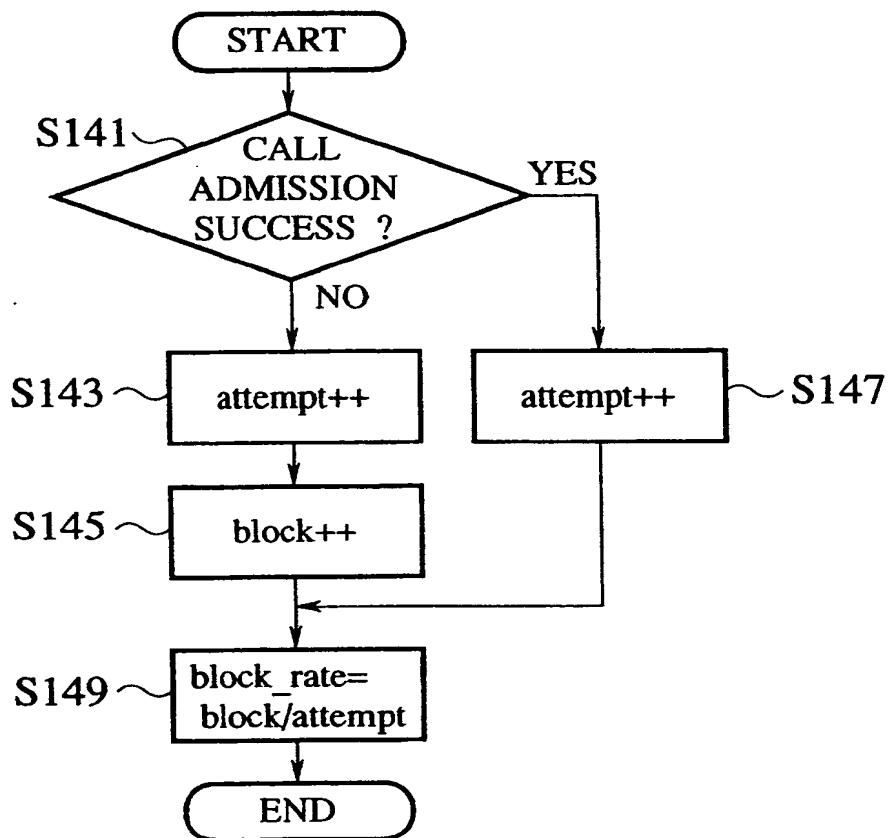 START
S141
CALL
ADMISSION
SUCCESS ?
YES
NO
S143
attempt++
attempt++
S147
S145
block++
S149
block_rate=
block/attempt
END